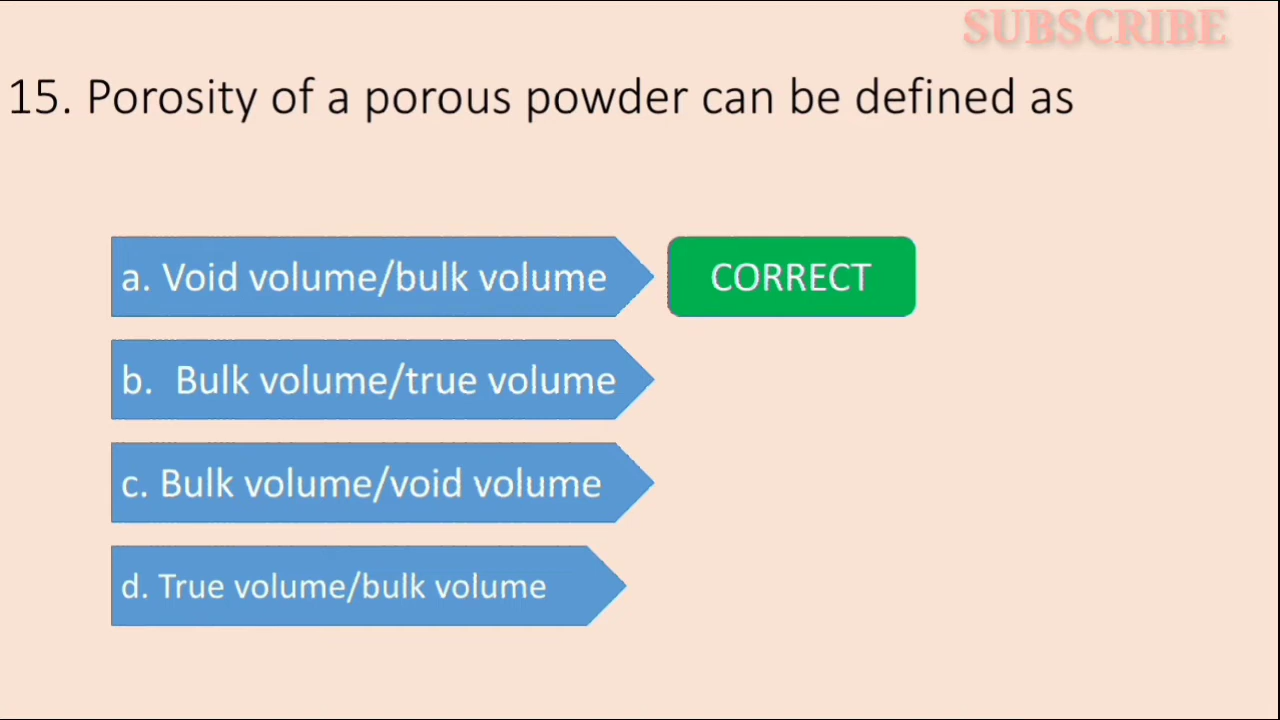 SUBSCRIBE
15. Porosity of a porous powder can be defined as
a. Void volume/bulk volume
CORRECT
b. Bulk volume/true volume
c. Bulk volume/void volume
d. True volume/bulk volume